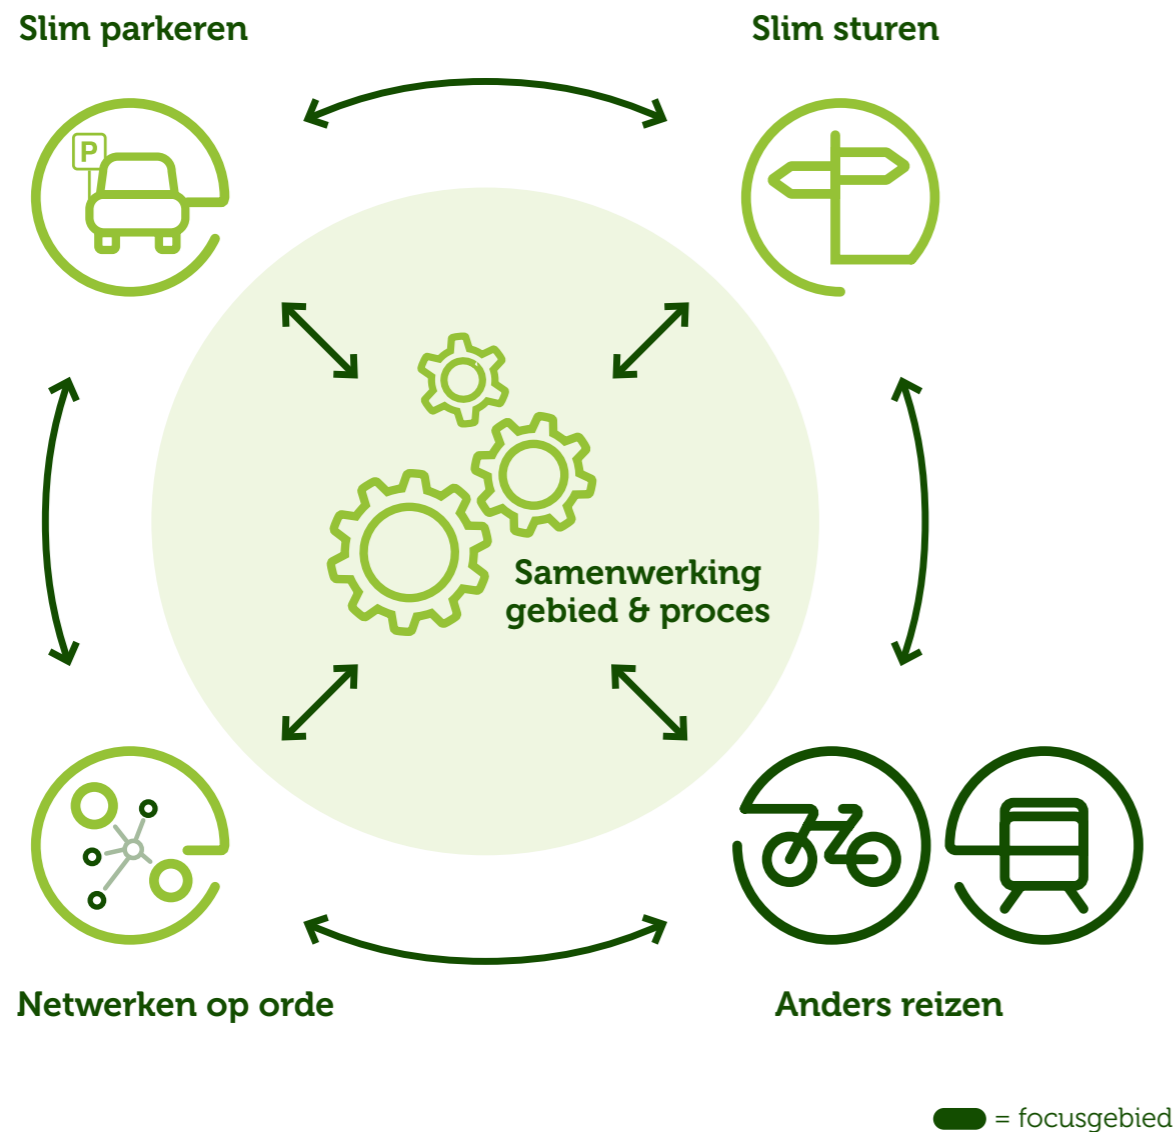 Slim parkeren
Slim sturen
P
Samenwerking
gebied & proces
Netwerken op orde
Anders reizen
= focusgebied